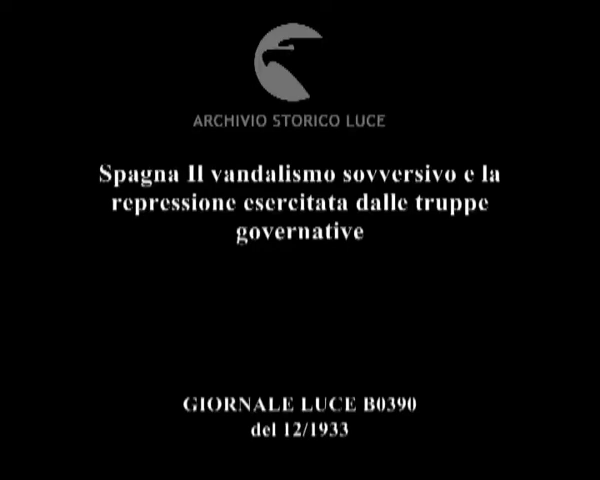 ARCHIVIO STORICO LUCE
Spagna Il vandalismo sovversivo e la
repressione esercitata dalle truppe
governative
GIORNALE LUCE B0390
del 12/1933